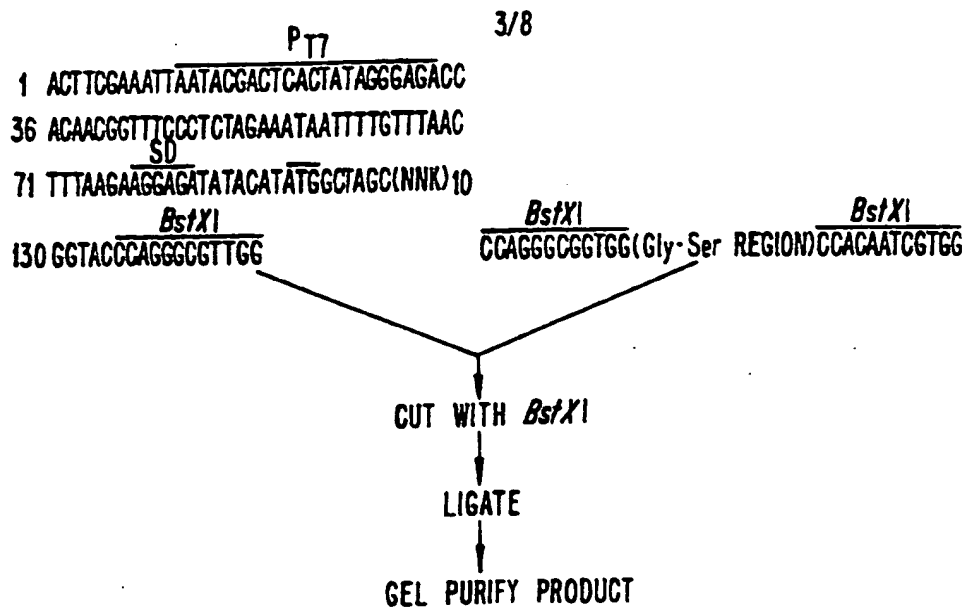 3/8
PT7
1 ACTTCGAAATTAATACGACTCACTATAGGGAGACC
36 ACAACGGTTTCCCTCTAGAAATAATTTTGTTTAAC
SD
71 TTTAAGAAGGAGATATACATATGGCTAGC(NNK)10
BstXI BstXI BstXI
130 GGTACCCAGGGCGTTGG CCAGGGCGGTGG(Gly-Ser REGION)CCACAATCGTGG
CUT WITH BstXI
LIGATE
GEL PURIFY PRODUCT